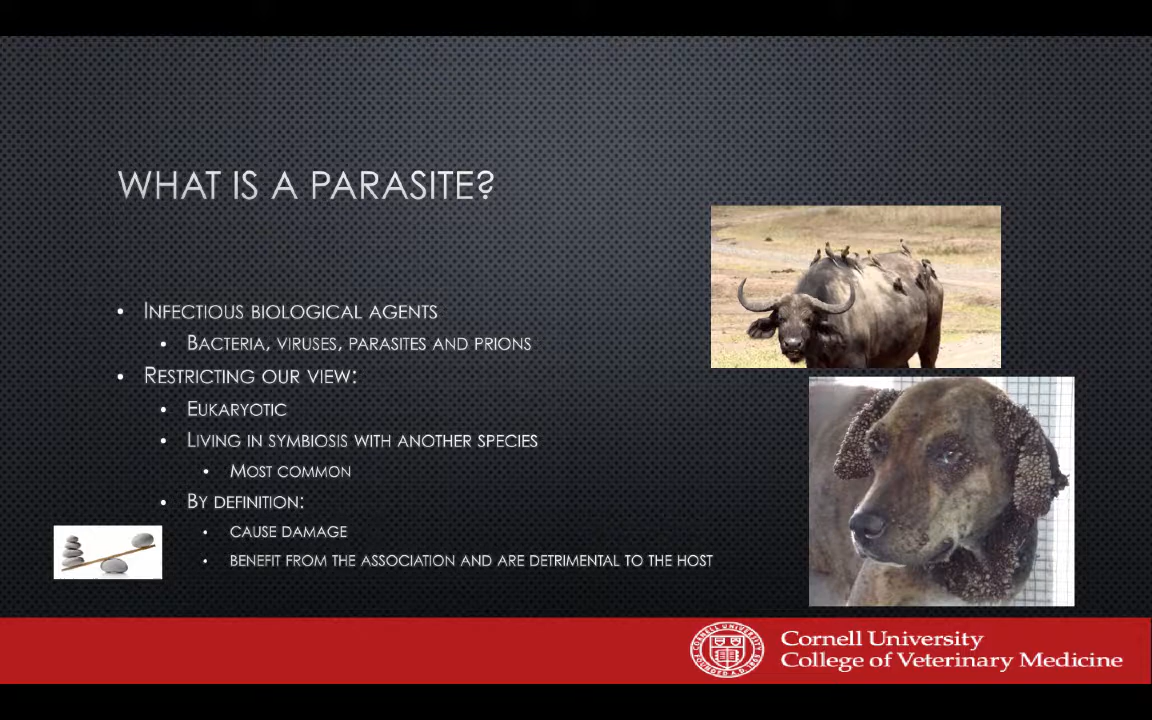 WHAT IS A PARASITE?
• INFECTIOUS BIOLOGICAL AGENTS
• BACTERIA, VIRUSES, PARASITES AND PRIONS
• RESTRICTING OUR VIEW:
• EUKARYOTIC
• LIVING IN SYMBIOSIS WITH ANOTHER SPECIES
• MOST COMMON
• BY DEFINITION:
• CAUSE DAMAGE
• BENEFIT FROM THE ASSOCIATION AND ARE DETRIMENTAL TO THE HOST
Cornell University
College of Veterinary Medicine